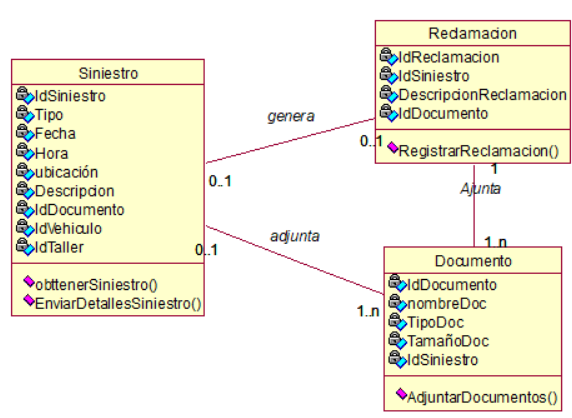 Siniestro
IdSiniestro
Tipo
Fecha
Hora
ubicación
Descripcion
IdDocumento
IdVehiculo
IdTaller
obttenerSiniestro()
EnviarDetallesSiniestro()
genera
0..1
0..1
Reclamacion
IdReclamacion
IdSiniestro
DescripcionReclamacion
IdDocumento
RegistrarReclamacion()
1
Ajunta
1..n
0..1
adjunta
1..n
Documento
IdDocumento
nombreDoc
TipoDoc
TamañoDoc
IdSiniestro
AdjuntarDocumentos()